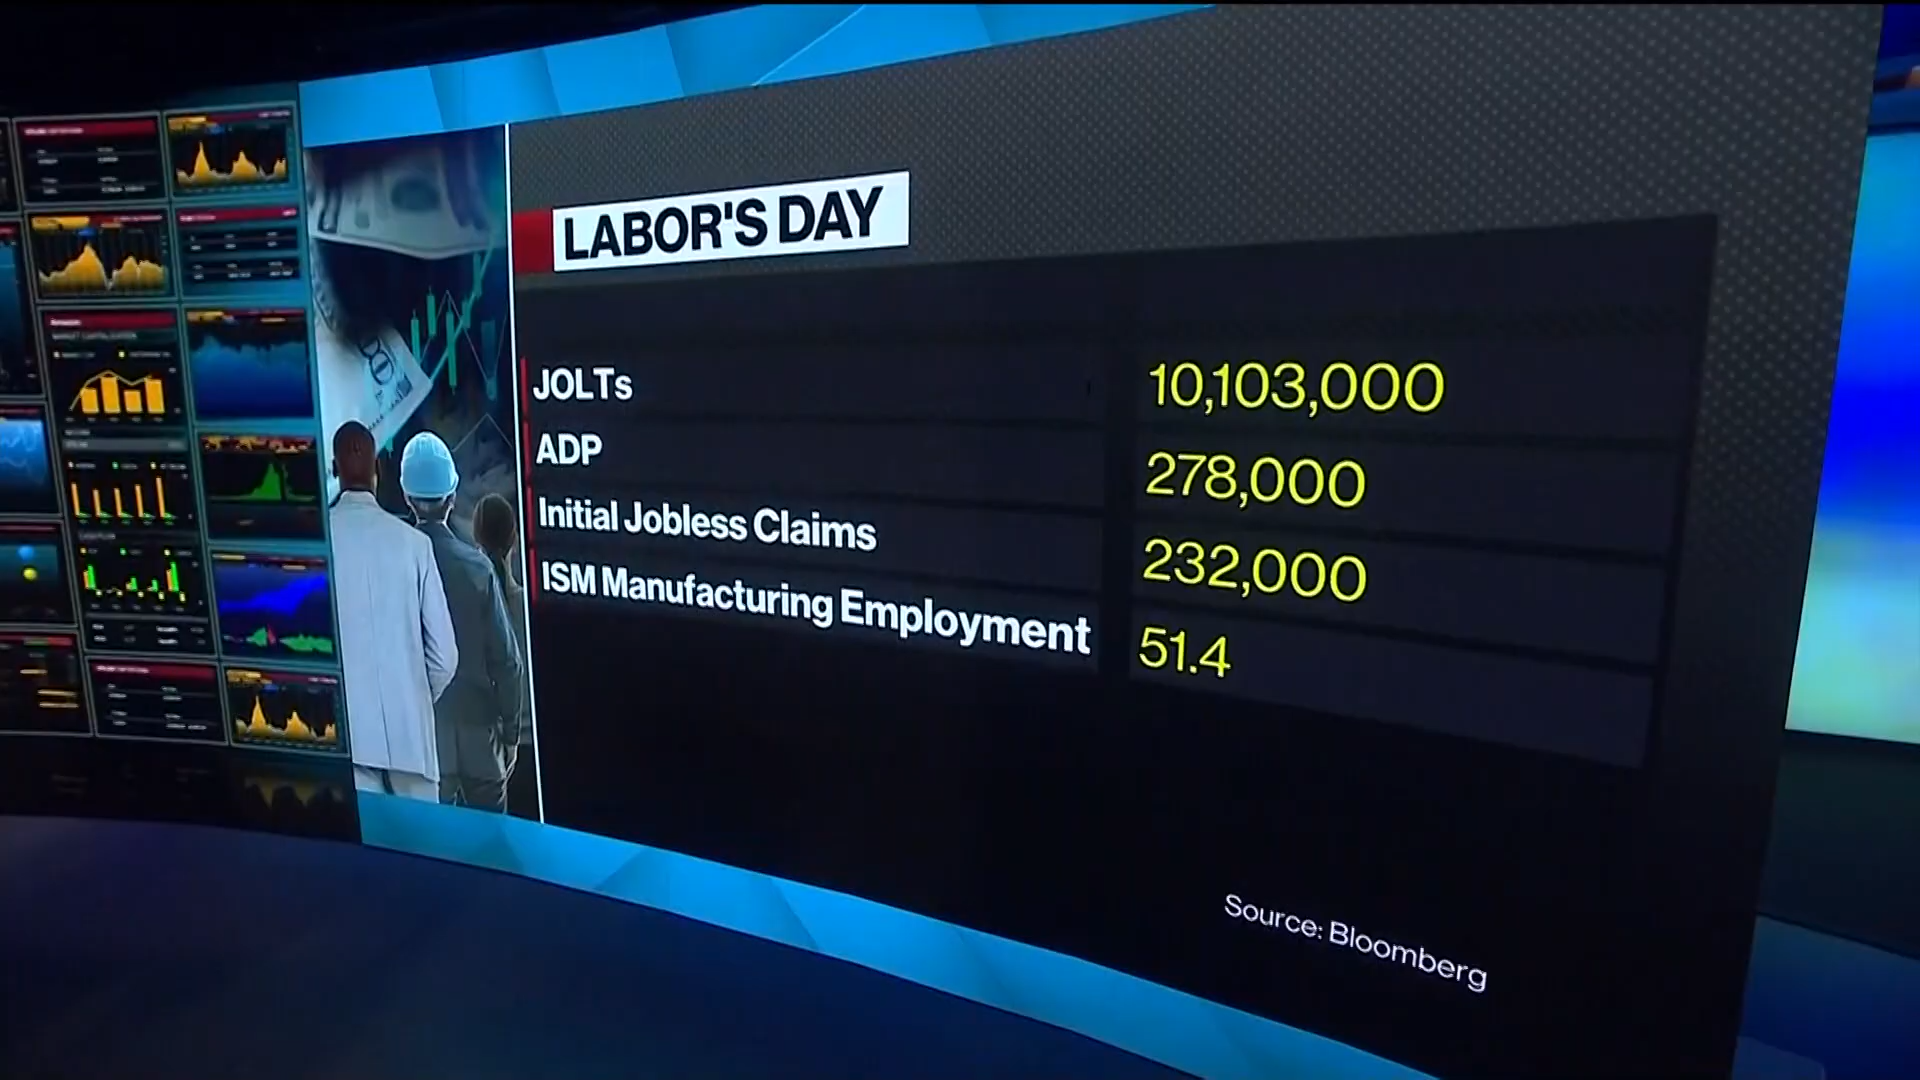 LABOR'S DAY
JOLTs 10,103,000
ADP 278,000
Initial Jobless Claims 232,000
ISM Manufacturing Employment 51.4
Source: Bloomberg